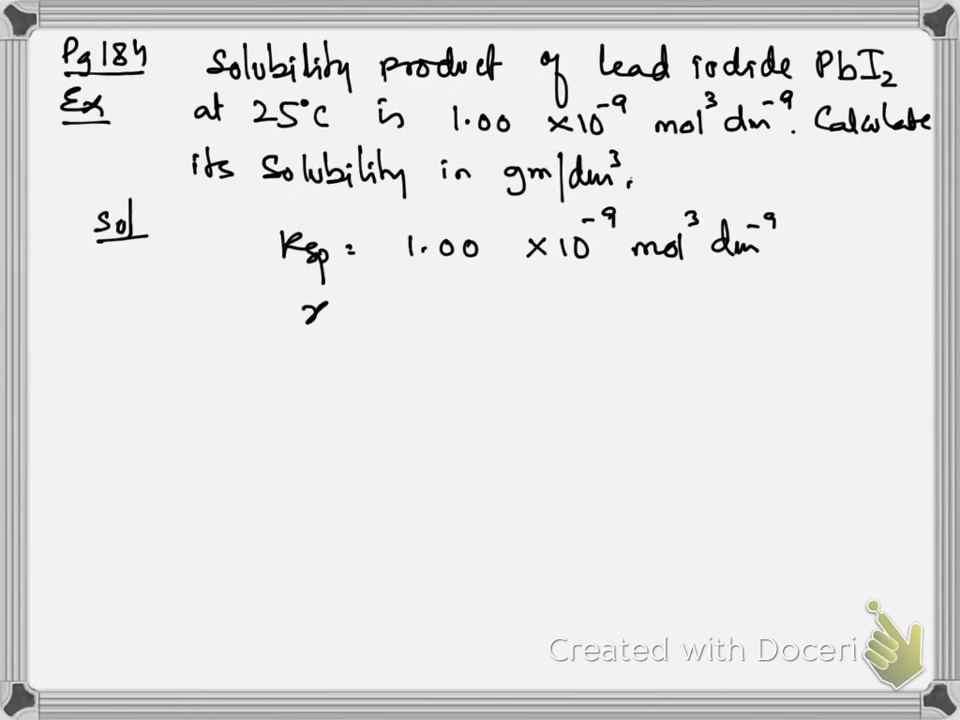 Pg 184 Solubility product of lead iodide PbI₂
Ex at 25°C is 1.00 ×10⁻⁹ mol³ dm⁻⁹. Calculate
its Solubility in gm/dm³.
Sol Ksp = 1.00 ×10⁻⁹ mol³ dm⁻⁹
r
Created with Doceri